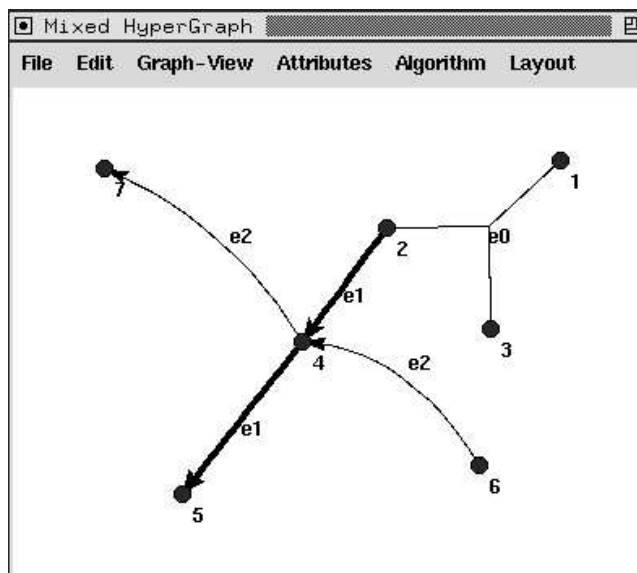 Mixed HyperGraph
File Edit Graph-View Attributes Algorithm Layout
7
1
e2
2
e0
e1
3
4
e2
e1
6
5